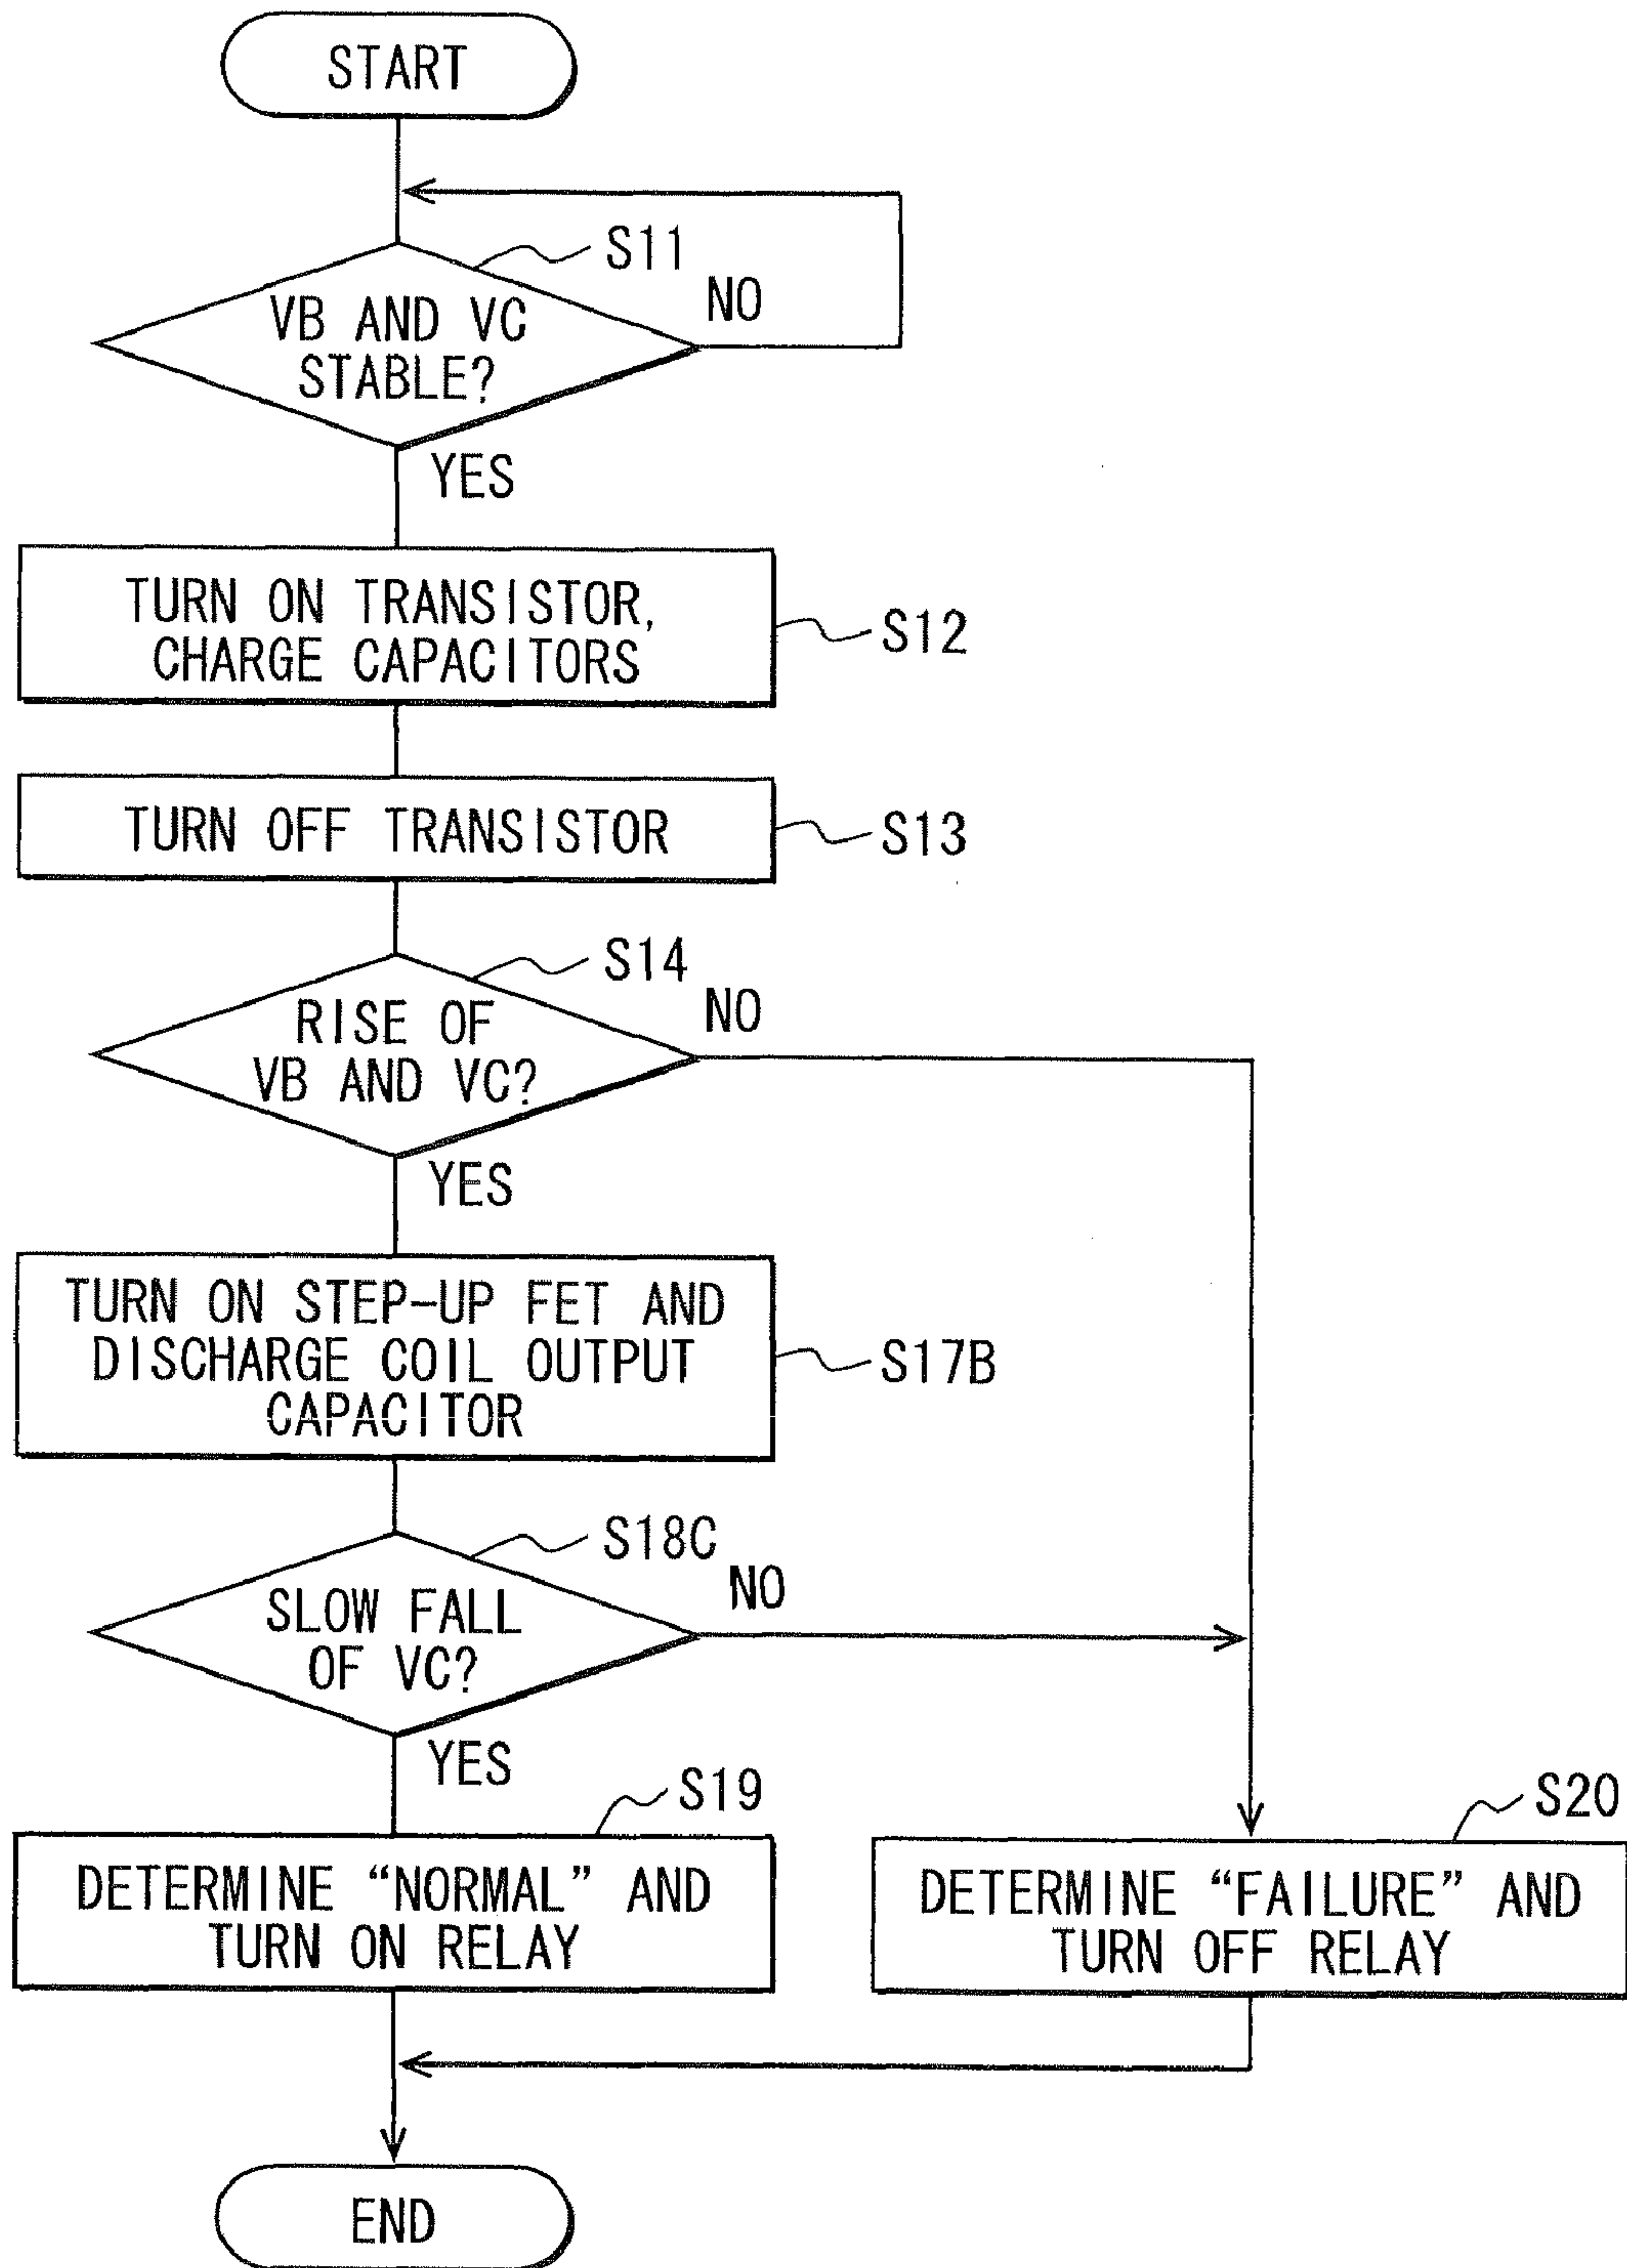 START
S11
NO
VB AND VC
STABLE?
YES
TURN ON TRANSISTOR,
CHARGE CAPACITORS
S12
TURN OFF TRANSISTOR
S13
S14
NO
RISE OF
VB AND VC?
YES
TURN ON STEP-UP FET AND
DISCHARGE COIL OUTPUT
CAPACITOR
S17B
S18C
NO
SLOW FALL
OF VC?
YES
S19
S20
DETERMINE “NORMAL” AND
TURN ON RELAY
DETERMINE “FAILURE” AND
TURN OFF RELAY
END